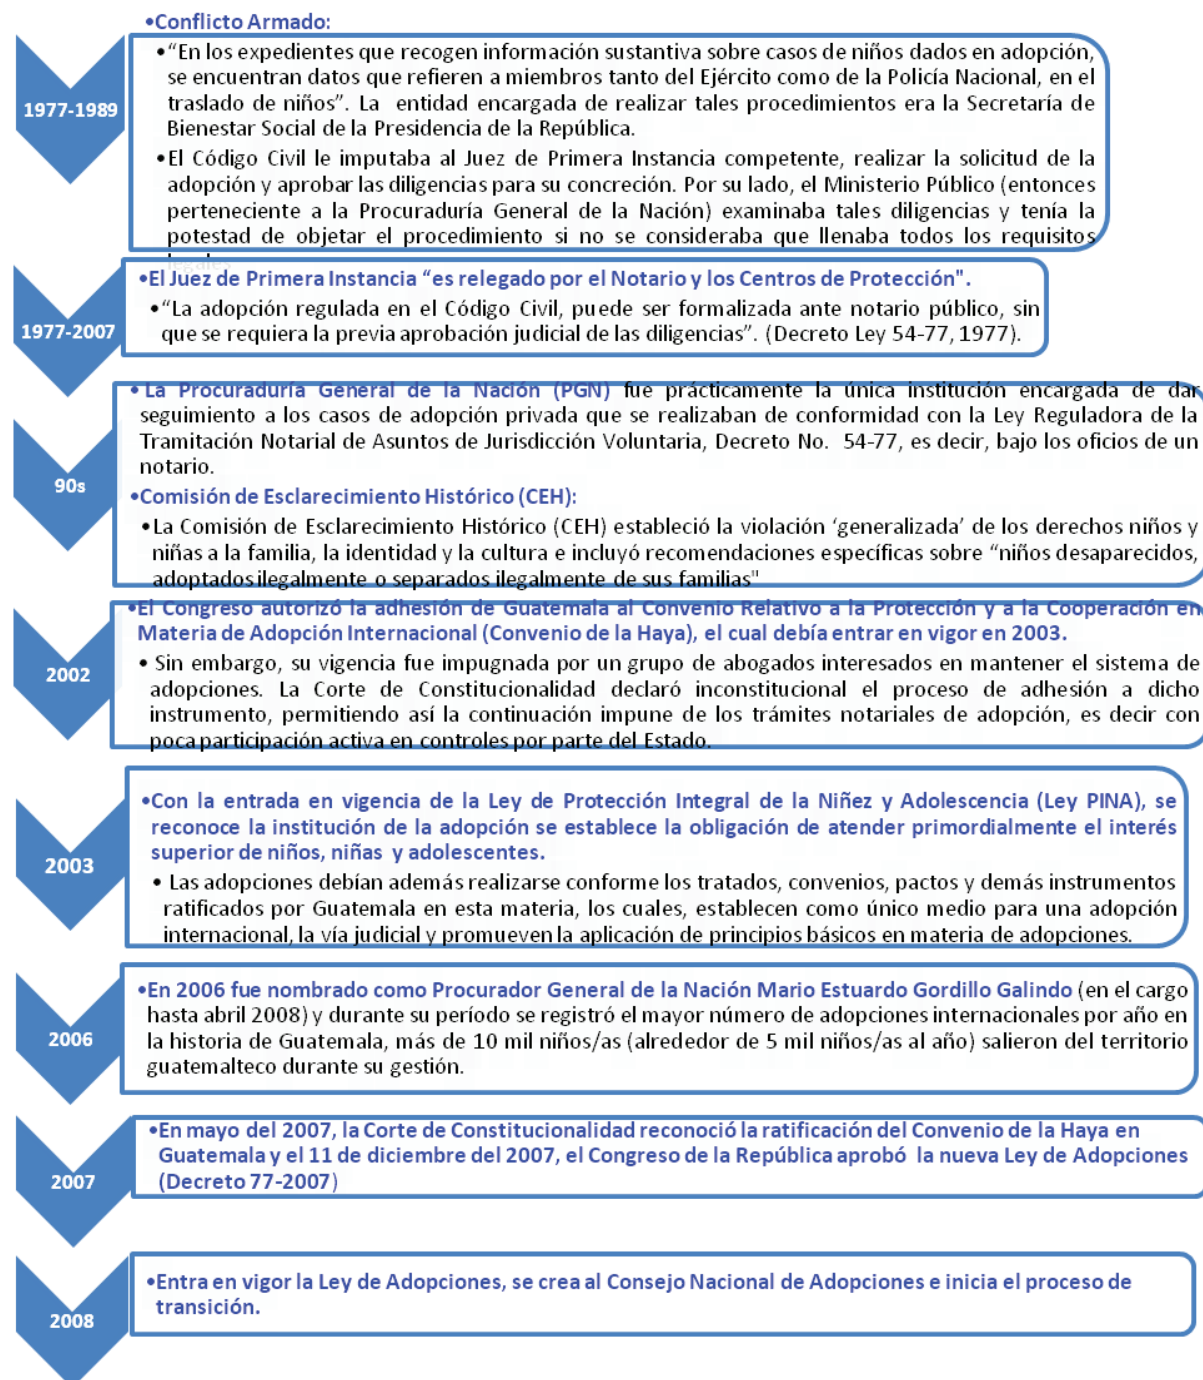 •Conflicto Armado:
1977-1989
•“En los expedientes que recogen información sustantiva sobre casos de niños dados en adopción,
se encuentran datos que refieren a miembros tanto del Ejército como de la Policía Nacional, en el
traslado de niños”. La entidad encargada de realizar tales procedimientos era la Secretaría de
Bienestar Social de la Presidencia de la República.
•El Código Civil le imputaba al Juez de Primera Instancia competente, realizar la solicitud de la
adopción y aprobar las diligencias para su concreción. Por su lado, el Ministerio Público (entonces
perteneciente a la Procuraduría General de la Nación) examinaba tales diligencias y tenía la
potestad de objetar el procedimiento si no se consideraba que llenaba todos los requisitos
legales.
1977-2007
•El Juez de Primera Instancia “es relegado por el Notario y los Centros de Protección".
•“La adopción regulada en el Código Civil, puede ser formalizada ante notario público, sin
que se requiera la previa aprobación judicial de las diligencias”. (Decreto Ley 54-77, 1977).
90s
•La Procuraduría General de la Nación (PGN) fue prácticamente la única institución encargada de dar
seguimiento a los casos de adopción privada que se realizaban de conformidad con la Ley Reguladora de la
Tramitación Notarial de Asuntos de Jurisdicción Voluntaria, Decreto No. 54-77, es decir, bajo los oficios de un
notario.
•Comisión de Esclarecimiento Histórico (CEH):
•La Comisión de Esclarecimiento Histórico (CEH) estableció la violación ‘generalizada’ de los derechos niños y
niñas a la familia, la identidad y la cultura e incluyó recomendaciones específicas sobre “niños desaparecidos,
adoptados ilegalmente o separados ilegalmente de sus familias"
2002
•El Congreso autorizó la adhesión de Guatemala al Convenio Relativo a la Protección y a la Cooperación en
Materia de Adopción Internacional (Convenio de la Haya), el cual debía entrar en vigor en 2003.
• Sin embargo, su vigencia fue impugnada por un grupo de abogados interesados en mantener el sistema de
adopciones. La Corte de Constitucionalidad declaró inconstitucional el proceso de adhesión a dicho
instrumento, permitiendo así la continuación impune de los trámites notariales de adopción, es decir con
poca participación activa en controles por parte del Estado.
2003
•Con la entrada en vigencia de la Ley de Protección Integral de la Niñez y Adolescencia (Ley PINA), se
reconoce la institución de la adopción se establece la obligación de atender primordialmente el interés
superior de niños, niñas y adolescentes.
• Las adopciones debían además realizarse conforme los tratados, convenios, pactos y demás instrumentos
ratificados por Guatemala en esta materia, los cuales, establecen como único medio para una adopción
internacional, la vía judicial y promueven la aplicación de principios básicos en materia de adopciones.
2006
•En 2006 fue nombrado como Procurador General de la Nación Mario Estuardo Gordillo Galindo (en el cargo
hasta abril 2008) y durante su período se registró el mayor número de adopciones internacionales por año en
la historia de Guatemala, más de 10 mil niños/as (alrededor de 5 mil niños/as al año) salieron del territorio
guatemalteco durante su gestión.
2007
•En mayo del 2007, la Corte de Constitucionalidad reconoció la ratificación del Convenio de la Haya en
Guatemala y el 11 de diciembre del 2007, el Congreso de la República aprobó la nueva Ley de Adopciones
(Decreto 77-2007)
2008
•Entra en vigor la Ley de Adopciones, se crea al Consejo Nacional de Adopciones e inicia el proceso de
transición.